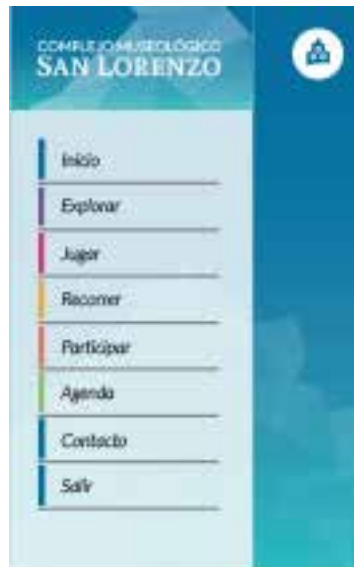 COMPLEJO MUSEOLÓGICO
SAN LORENZO
Inicio
Explorar
Jugar
Recorrer
Participar
Agenda
Contacto
Salir